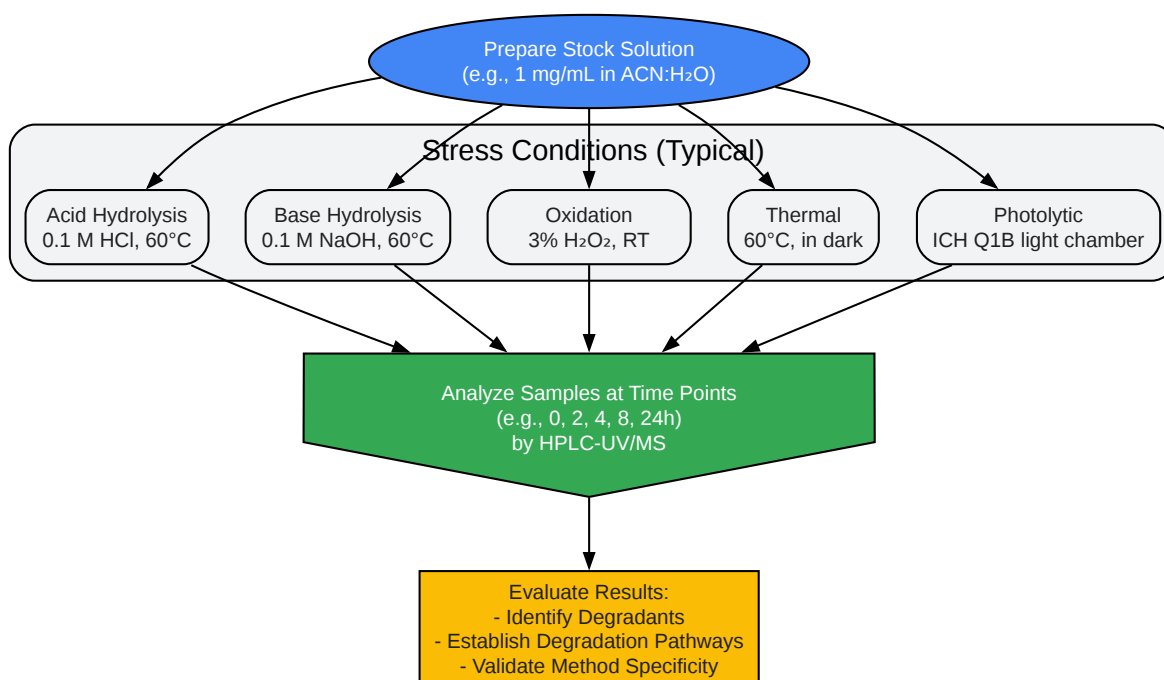 Prepare Stock Solution
(e.g., 1 mg/mL in ACN:H₂O)
Stress Conditions (Typical)
Acid Hydrolysis
0.1 M HCl, 60°C
Base Hydrolysis
0.1 M NaOH, 60°C
Oxidation
3% H₂O₂, RT
Thermal
60°C, in dark
Photolytic
ICH Q1B light chamber
Analyze Samples at Time Points
(e.g., 0, 2, 4, 8, 24h)
by HPLC-UV/MS
Evaluate Results:
- Identify Degradants
- Establish Degradation Pathways
- Validate Method Specificity